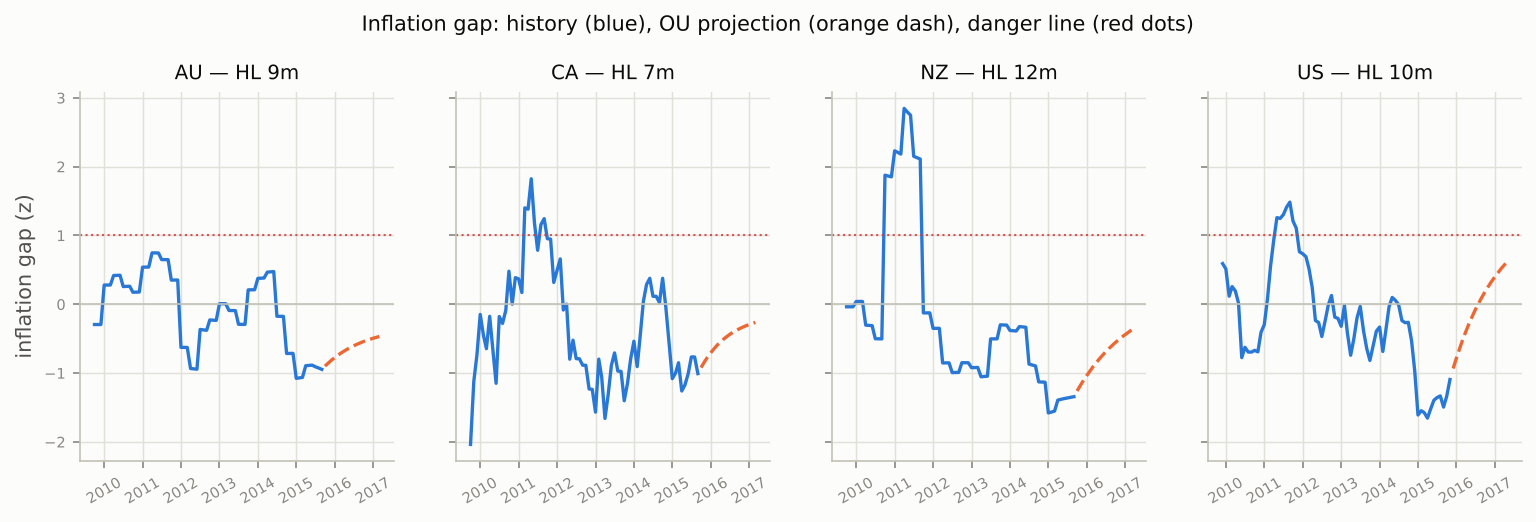 Inflation gap: history (blue), OU projection (orange dash), danger line (red dots)
AU — HL 9m
CA — HL 7m
NZ — HL 12m
US — HL 10m
inflation gap (z)
3
2
1
0
−1
−2
2010 2011 2012 2013 2014 2015 2016 2017
2010 2011 2012 2013 2014 2015 2016 2017
2010 2011 2012 2013 2014 2015 2016 2017
2010 2011 2012 2013 2014 2015 2016 2017